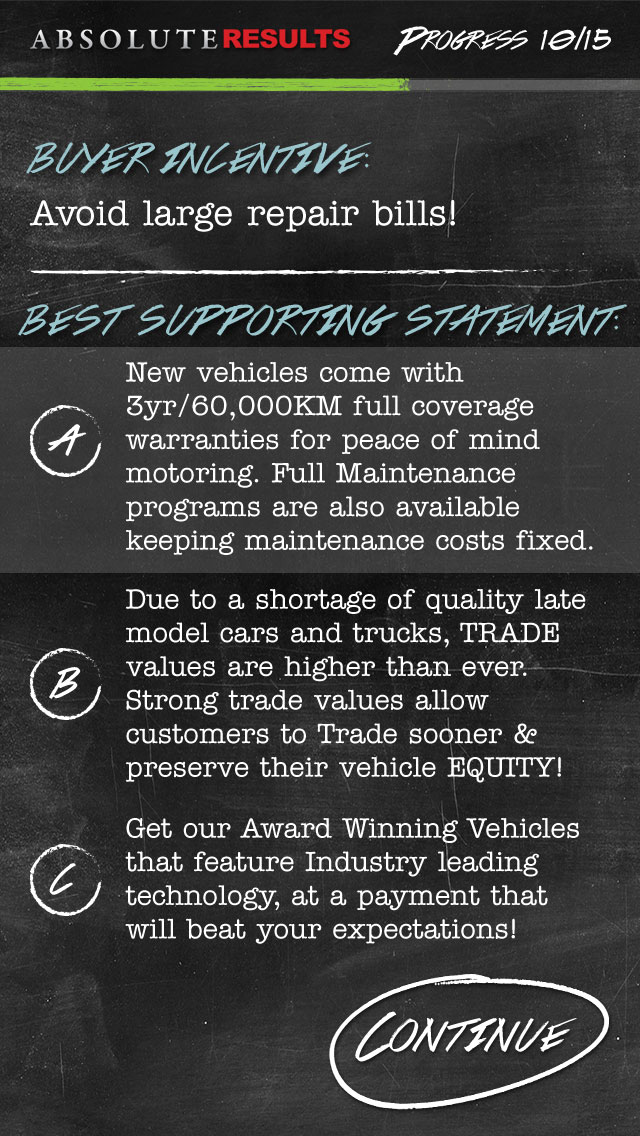 ABSOLUTERESULTS
PROGRESS 10/15
BUYER INCENTIVE:
Avoid large repair bills!
BEST SUPPORTING STATEMENT:
A
New vehicles come with
3yr/60,000KM full coverage
warranties for peace of mind
motoring. Full Maintenance
programs are also available
keeping maintenance costs fixed.
B
Due to a shortage of quality late
model cars and trucks, TRADE
values are higher than ever.
Strong trade values allow
customers to Trade sooner &
preserve their vehicle EQUITY!
C
Get our Award Winning Vehicles
that feature Industry leading
technology, at a payment that
will beat your expectations!
CONTINUE